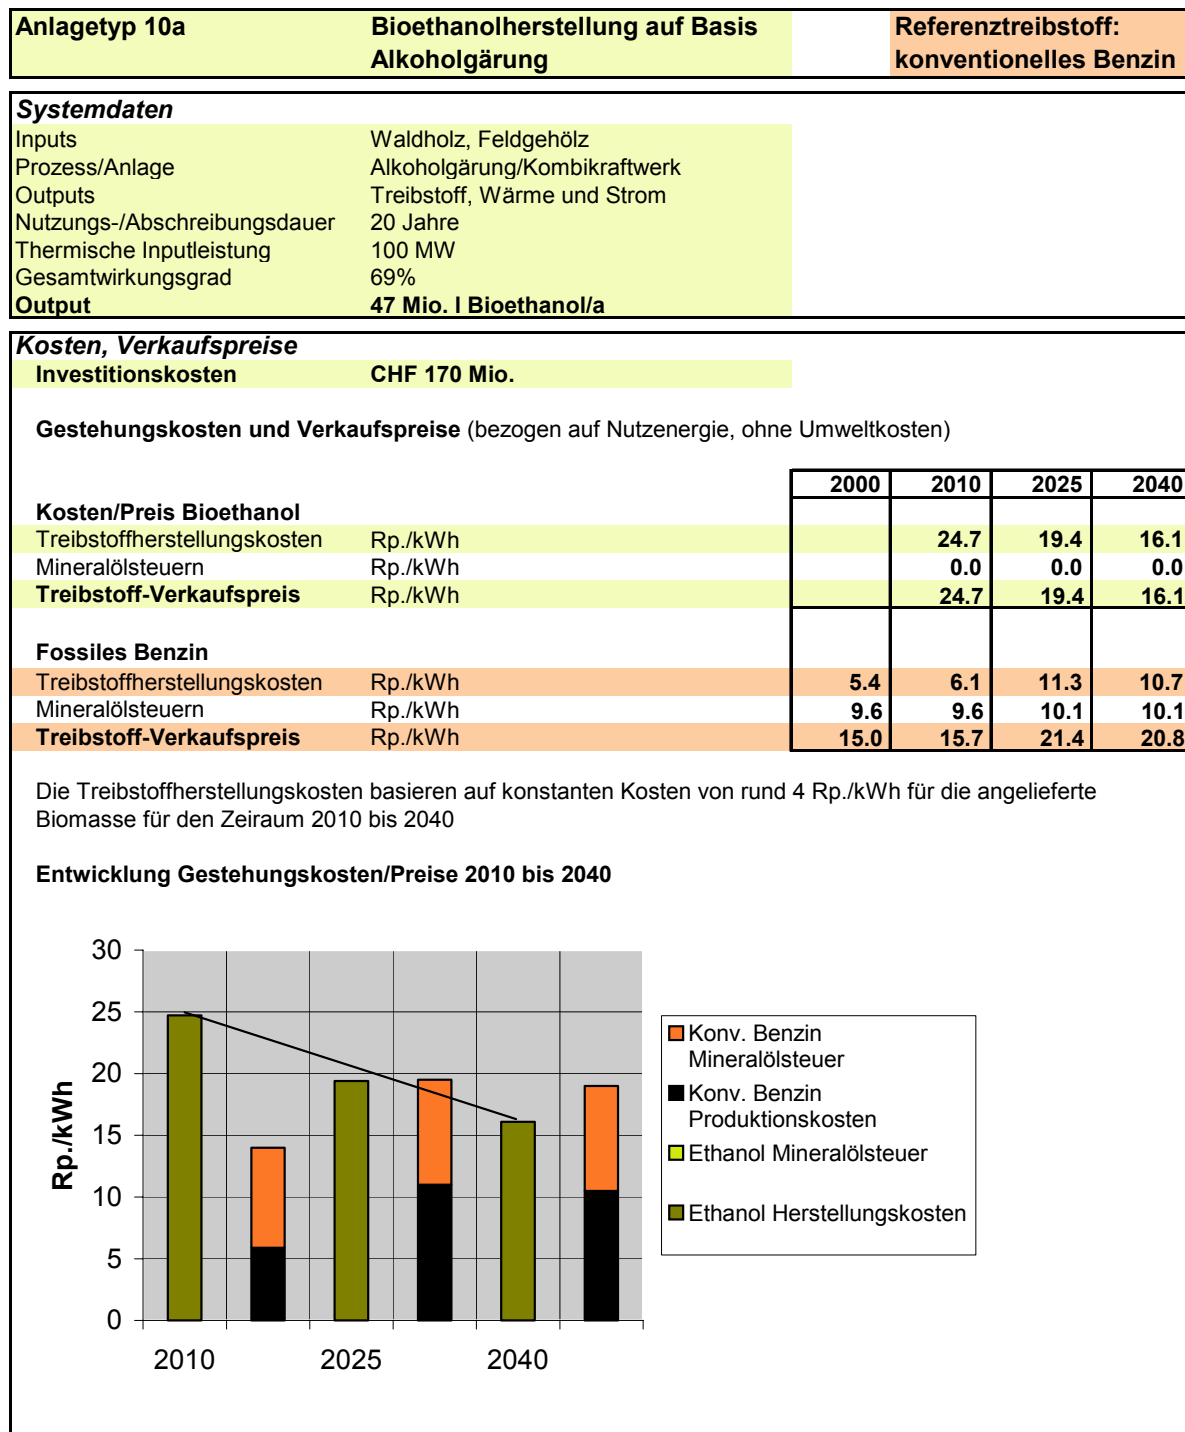 Anlagetyp 10a Bioethanolherstellung auf Basis Referenztreibstoff:
Alkoholgärung konventionelles Benzin
Systemdaten
Inputs Waldholz, Feldgehölz
Prozess/Anlage Alkoholgärung/Kombikraftwerk
Outputs Treibstoff, Wärme und Strom
Nutzungs-/Abschreibungsdauer 20 Jahre
Thermische Inputleistung 100 MW
Gesamtwirkungsgrad 69%
Output 47 Mio. l Bioethanol/a
Kosten, Verkaufspreise
Investitionskosten CHF 170 Mio.
Gestehungskosten und Verkaufspreise (bezogen auf Nutzenergie, ohne Umweltkosten)
2000 2010 2025 2040
Kosten/Preis Bioethanol
Treibstoffherstellungskosten Rp./kWh 24.7 19.4 16.1
Mineralölsteuern Rp./kWh 0.0 0.0 0.0
Treibstoff-Verkaufspreis Rp./kWh 24.7 19.4 16.1
Fossiles Benzin
Treibstoffherstellungskosten Rp./kWh 5.4 6.1 11.3 10.7
Mineralölsteuern Rp./kWh 9.6 9.6 10.1 10.1
Treibstoff-Verkaufspreis Rp./kWh 15.0 15.7 21.4 20.8
Die Treibstoffherstellungskosten basieren auf konstanten Kosten von rund 4 Rp./kWh für die angelieferte
Biomasse für den Zeiraum 2010 bis 2040
Entwicklung Gestehungskosten/Preise 2010 bis 2040
30
25
20
15
10
5
0
Rp./kWh
2010 2025 2040
Konv. Benzin
Mineralölsteuer
Konv. Benzin
Produktionskosten
Ethanol Mineralölsteuer
Ethanol Herstellungskosten